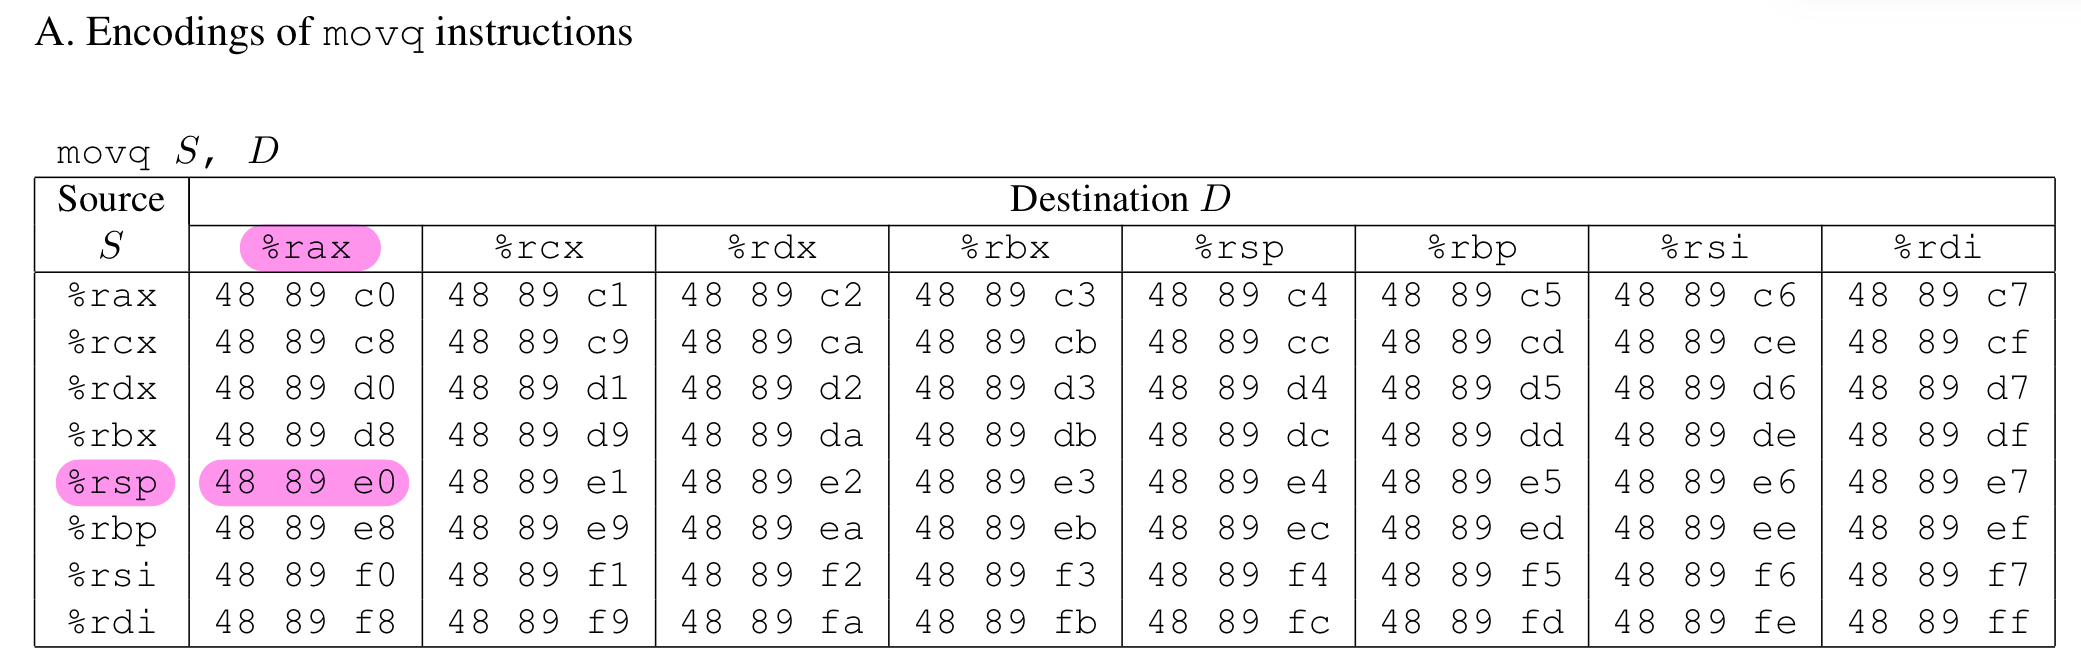 A. Encodings of movq instructions
movq S, D
Source Destination D
S %rax %rcx %rdx %rbx %rsp %rbp %rsi %rdi
%rax 48 89 c0 48 89 c1 48 89 c2 48 89 c3 48 89 c4 48 89 c5 48 89 c6 48 89 c7
%rcx 48 89 c8 48 89 c9 48 89 ca 48 89 cb 48 89 cc 48 89 cd 48 89 ce 48 89 cf
%rdx 48 89 d0 48 89 d1 48 89 d2 48 89 d3 48 89 d4 48 89 d5 48 89 d6 48 89 d7
%rbx 48 89 d8 48 89 d9 48 89 da 48 89 db 48 89 dc 48 89 dd 48 89 de 48 89 df
%rsp 48 89 e0 48 89 e1 48 89 e2 48 89 e3 48 89 e4 48 89 e5 48 89 e6 48 89 e7
%rbp 48 89 e8 48 89 e9 48 89 ea 48 89 eb 48 89 ec 48 89 ed 48 89 ee 48 89 ef
%rsi 48 89 f0 48 89 f1 48 89 f2 48 89 f3 48 89 f4 48 89 f5 48 89 f6 48 89 f7
%rdi 48 89 f8 48 89 f9 48 89 fa 48 89 fb 48 89 fc 48 89 fd 48 89 fe 48 89 ff